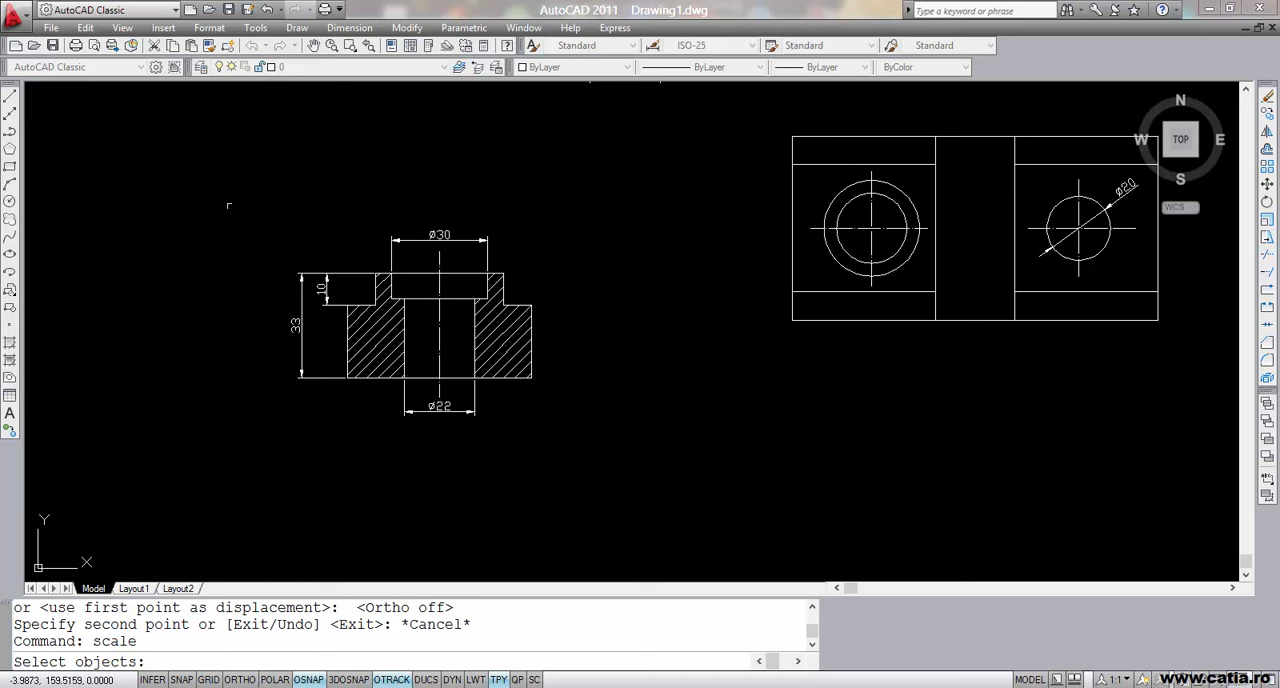 AutoCAD Classic
AutoCAD 2011 Drawing1.dwg
Type a keyword or phrase
File Edit View Insert Format Tools Draw Dimension Modify Parametric Window Help Express
Standard ISO-25 Standard Standard
AutoCAD Classic 0 ByLayer ByLayer ByLayer ByColor
N
W TOP E
S
WCS
ø20
ø30
10
33
ø22
Y
X
Model Layout1 Layout2
or <use first point as displacement>: <Ortho off>
Specify second point or [Exit/Undo] <Exit>: *Cancel*
Command: scale
Select objects:
-3.9873, 159.5159, 0.0000 INFER SNAP GRID ORTHO POLAR OSNAP 3DOSNAP OTRACK DUCS DYN LWT TPY QP SC MODEL 1:1
www.catia.ro